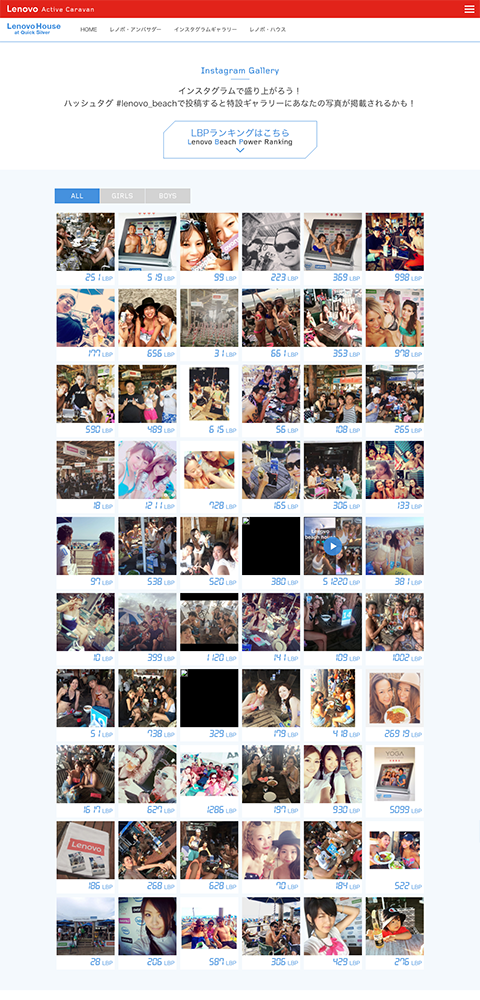 Lenovo Active Caravan
LenovoHouse
at Quick Silver
HOME
レノボ・アンバサダー
インスタグラムギャラリー
レノボ・ハウス
Instagram Gallery
インスタグラムで盛り上がろう！
ハッシュタグ #lenovo_beachで投稿すると特設ギャラリーにあなたの写真が掲載されるかも！
LBPランキングはこちら
Lenovo Beach Power Ranking
ALL GIRLS BOYS
251 LBP 519 LBP 99 LBP 223 LBP 369 LBP 998 LBP
177 LBP 656 LBP 31 LBP 661 LBP 353 LBP 978 LBP
590 LBP 489 LBP 615 LBP 56 LBP 108 LBP 265 LBP
18 LBP 1211 LBP 728 LBP 165 LBP 306 LBP 133 LBP
Lenovo
beach house
97 LBP 538 LBP 520 LBP 380 LBP 51220 LBP 381 LBP
10 LBP 399 LBP 1120 LBP 141 LBP 109 LBP 1002 LBP
51 LBP 738 LBP 329 LBP 179 LBP 418 LBP 26919 LBP
YOGA
1617 LBP 627 LBP 1286 LBP 197 LBP 930 LBP 5099 LBP
Lenovo
186 LBP 268 LBP 628 LBP 70 LBP 184 LBP 522 LBP
28 LBP 206 LBP 587 LBP 306 LBP 429 LBP 276 LBP